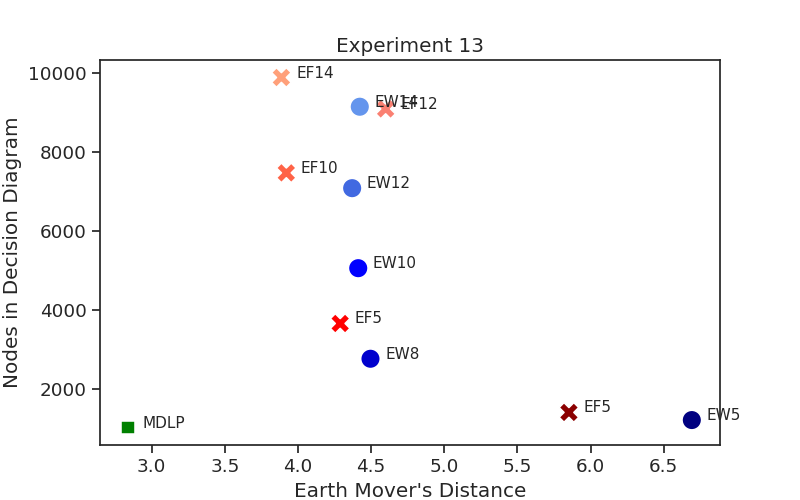 Experiment 13
Nodes in Decision Diagram
10000
8000
6000
4000
2000
EF14
EW14
EF12
EF10
EW12
EW10
EF5
EW8
EF5
EW5
MDLP
3.0 3.5 4.0 4.5 5.0 5.5 6.0 6.5
Earth Mover's Distance